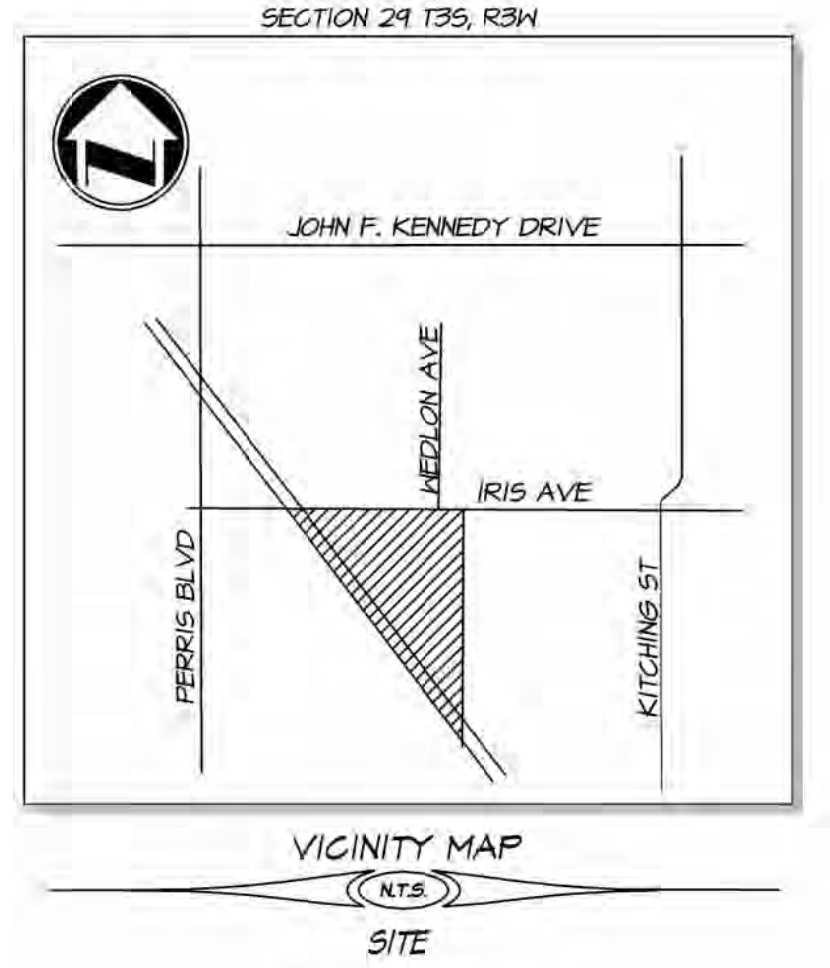 SECTION 29 T3S, R3W
N
JOHN F. KENNEDY DRIVE
WEDLON AVE
IRIS AVE
PERRIS BLVD
KITCHING ST
VICINITY MAP
N.T.S.
SITE